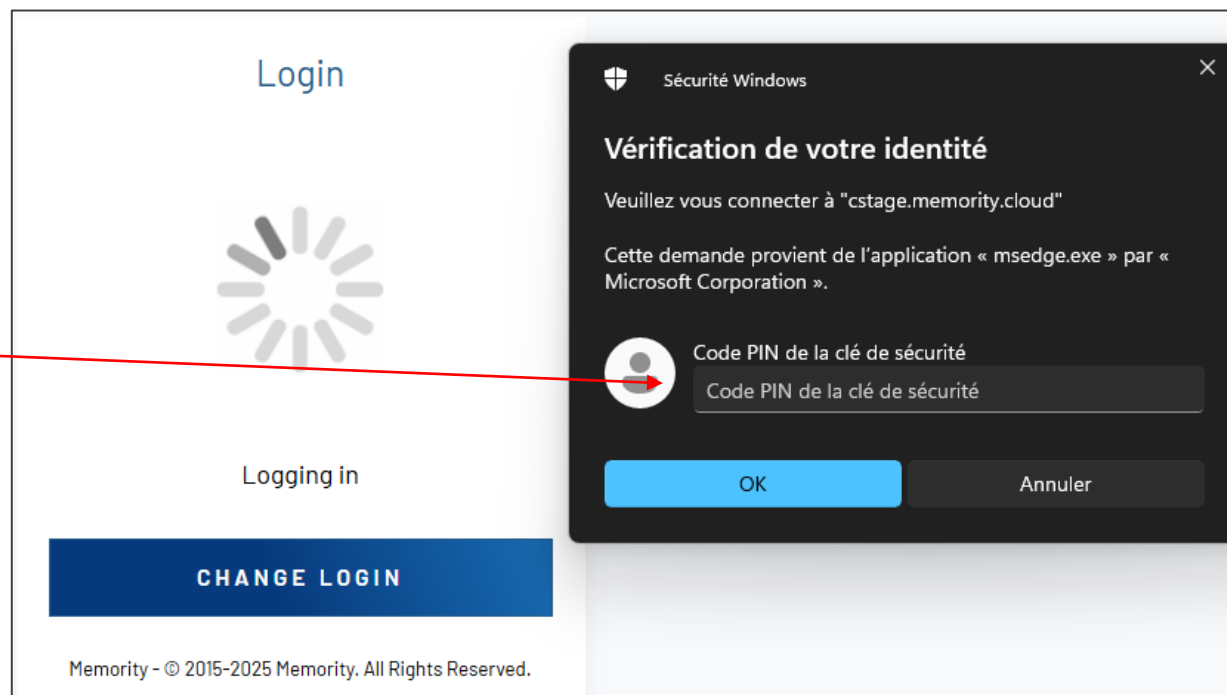 Login
Logging in
CHANGE LOGIN
Memority - © 2015-2025 Memority. All Rights Reserved.
Sécurité Windows
Vérification de votre identité
Veuillez vous connecter à "cstage.memority.cloud"
Cette demande provient de l’application « msedge.exe » par «
Microsoft Corporation ».
Code PIN de la clé de sécurité
Code PIN de la clé de sécurité
OK
Annuler